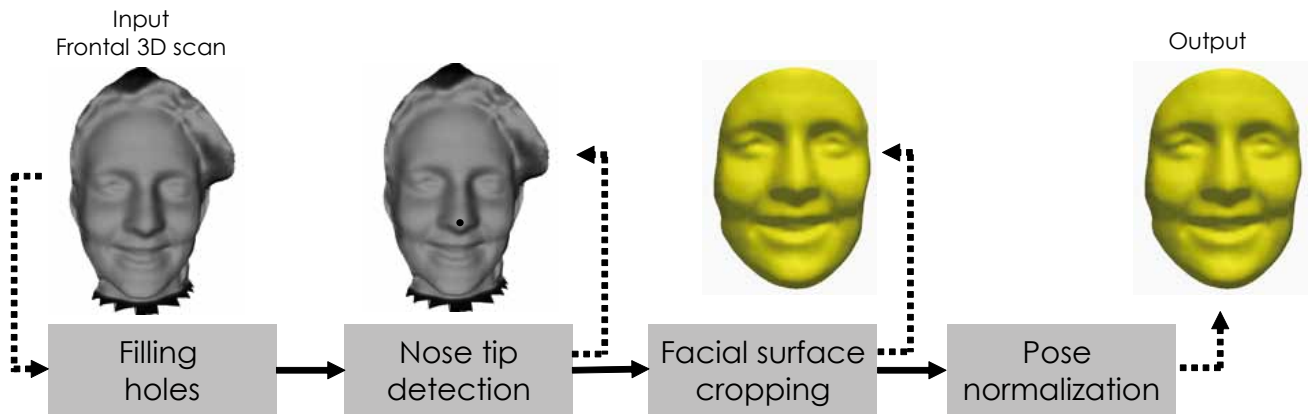 Input
Frontal 3D scan
Output
Filling
holes
Nose tip
detection
Facial surface
cropping
Pose
normalization